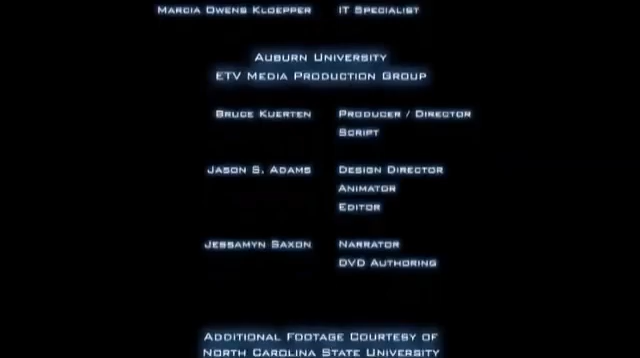 Marcia Owens Kloepper IT Specialist
Auburn University
ETV Media Production Group
Bruce Kuerten Producer / Director
Script
Jason S. Adams Design Director
Animator
Editor
Jessamyn Saxon Narrator
DVD Authoring
Additional Footage Courtesy of
North Carolina State University